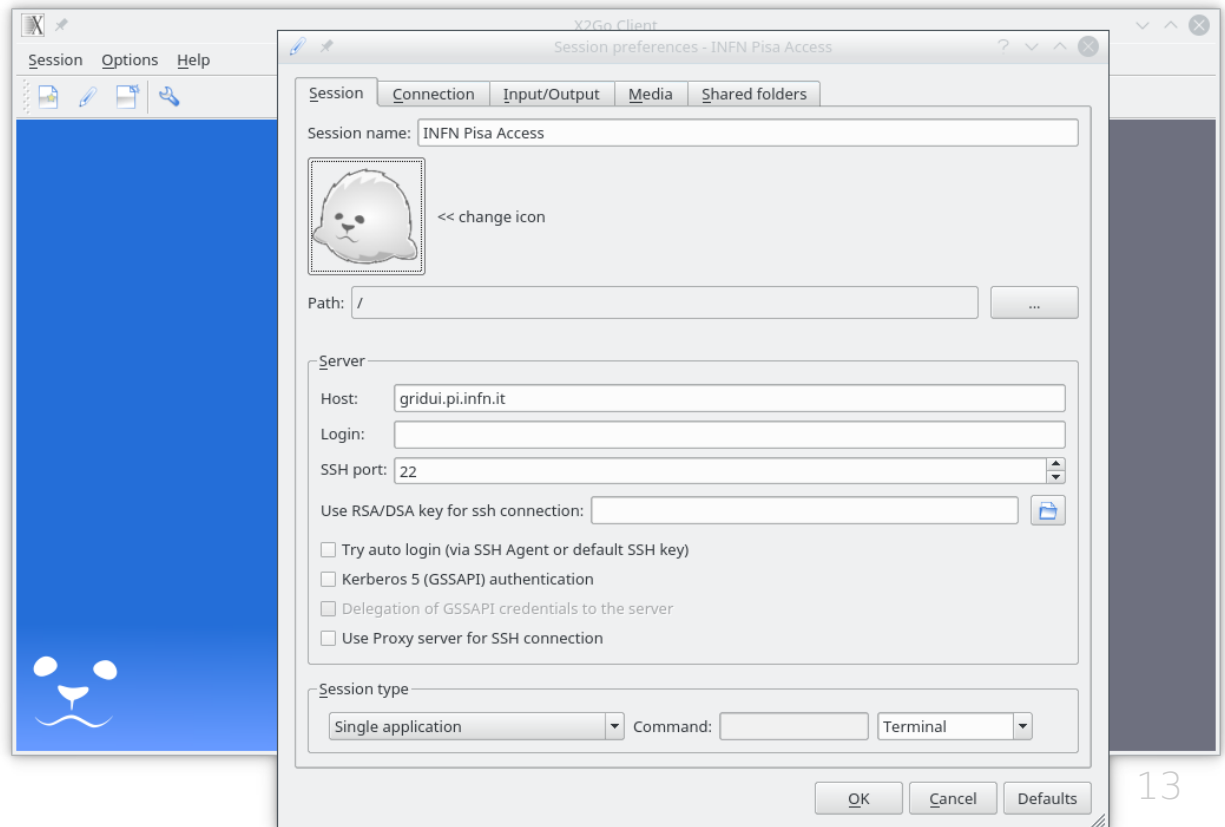 X2Go Client
Session Options Help
Session preferences - INFN Pisa Access
Session Connection Input/Output Media Shared folders
Session name: INFN Pisa Access
<< change icon
Path: / ...
Server
Host: gridui.pi.infn.it
Login:
SSH port: 22
Use RSA/DSA key for ssh connection:
Try auto login (via SSH Agent or default SSH key)
Kerberos 5 (GSSAPI) authentication
Delegation of GSSAPI credentials to the server
Use Proxy server for SSH connection
Session type
Single application Command: Terminal
OK Cancel Defaults
13